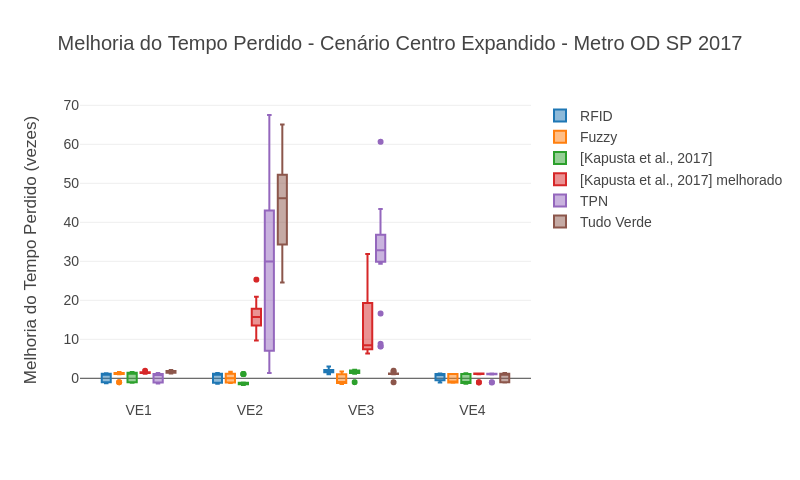 Melhoria do Tempo Perdido - Cenário Centro Expandido - Metro OD SP 2017
Melhoria do Tempo Perdido (vezes)
70
60
50
40
30
20
10
0
VE1
VE2
VE3
VE4
RFID
Fuzzy
[Kapusta et al., 2017]
[Kapusta et al., 2017] melhorado
TPN
Tudo Verde